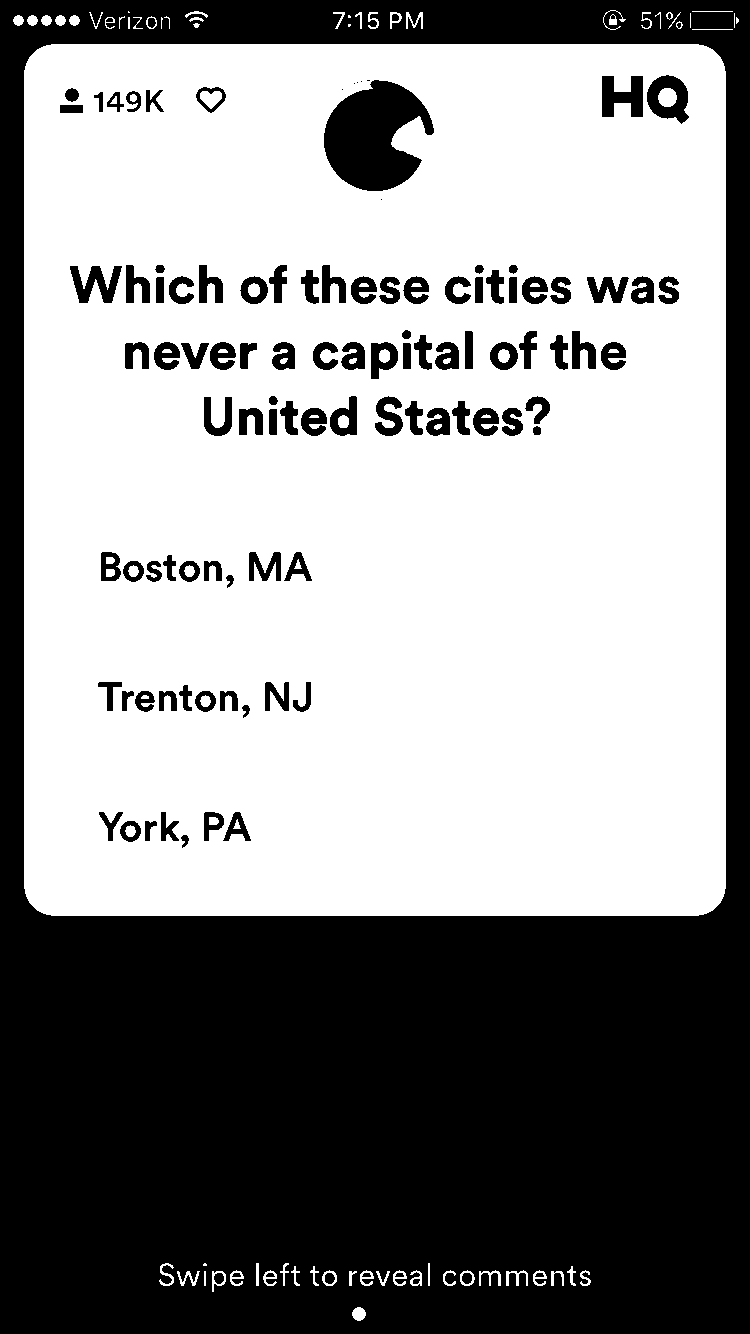 Verizon 7:15 PM 51%
149K HQ
Which of these cities was
never a capital of the
United States?
Boston, MA
Trenton, NJ
York, PA
Swipe left to reveal comments